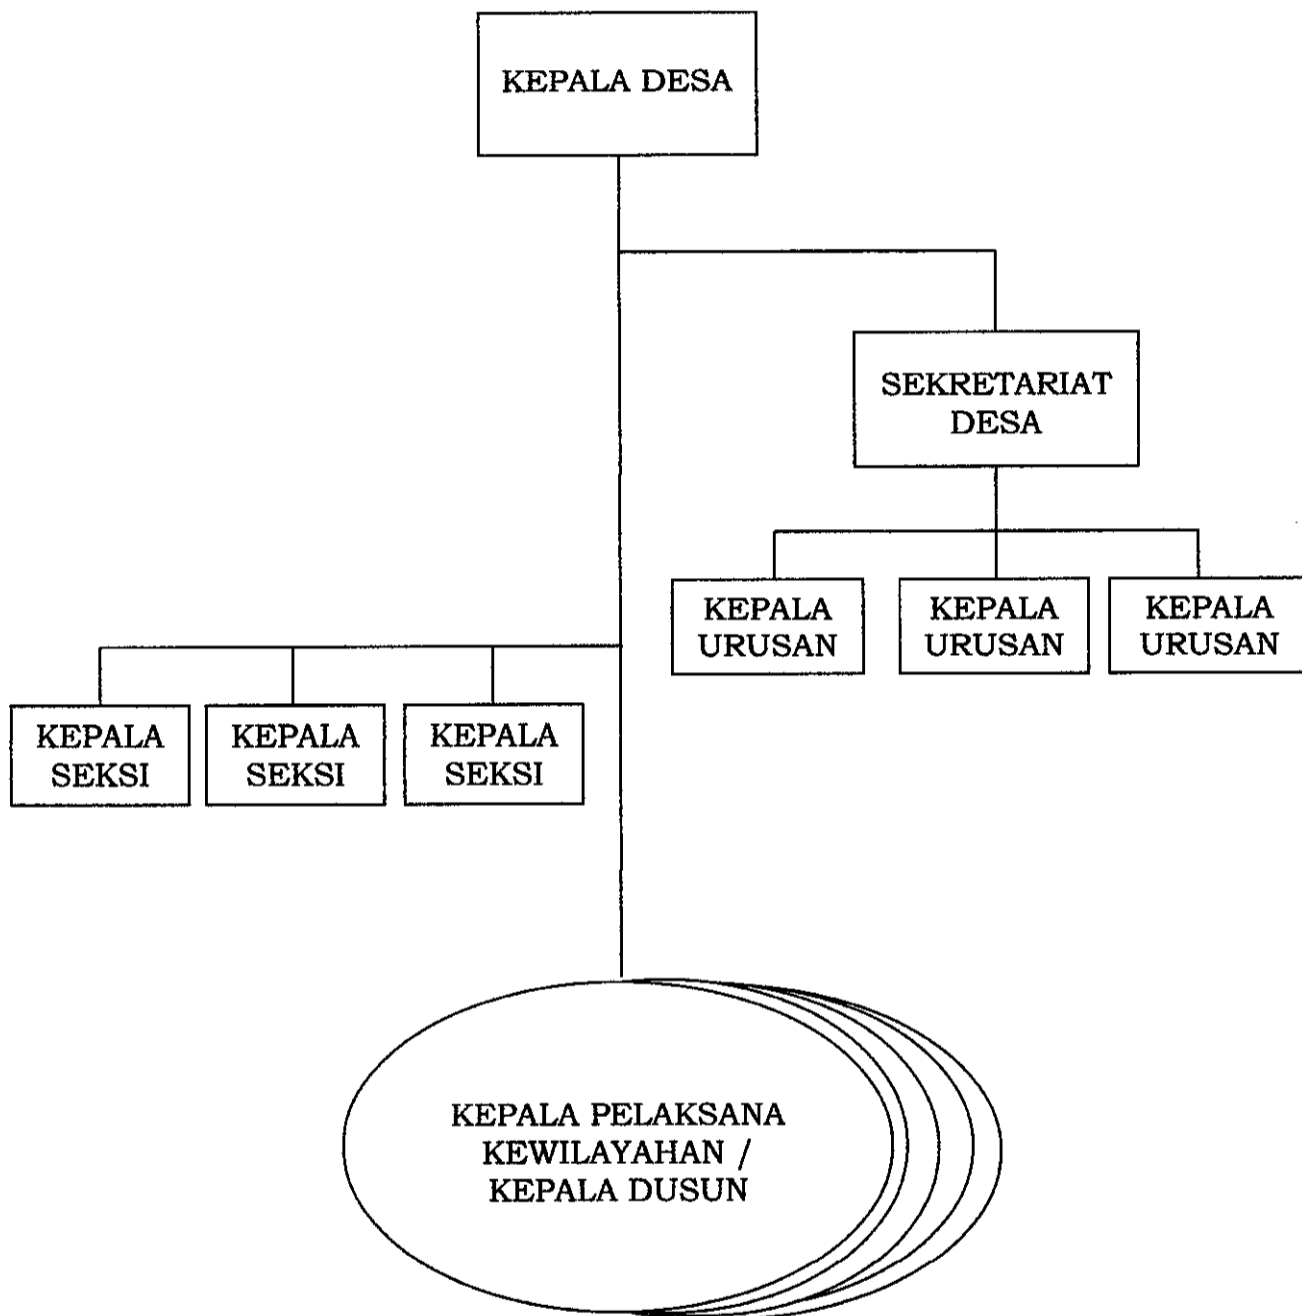 KEPALA DESA
SEKRETARIAT
DESA
KEPALA
URUSAN
KEPALA
URUSAN
KEPALA
URUSAN
KEPALA
SEKSI
KEPALA
SEKSI
KEPALA
SEKSI
KEPALA PELAKSANA
KEWILAYAHAN /
KEPALA DUSUN